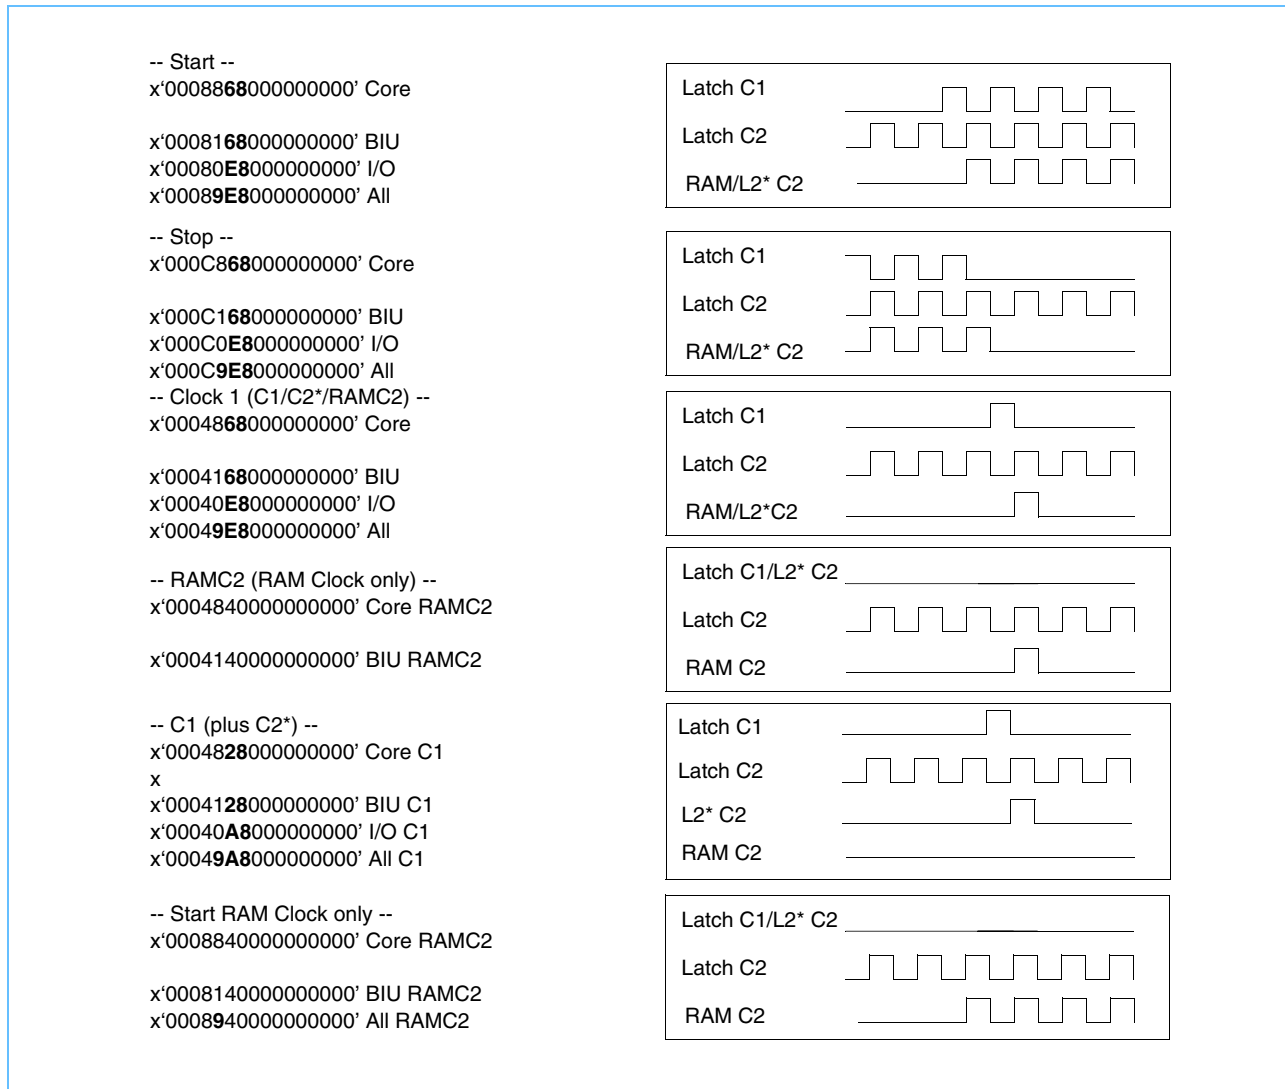 -- Start --
x‘0008868000000000’ Core
x‘0008168000000000’ BIU
x‘00080E8000000000’ I/O
x‘00089E8000000000’ All
Latch C1
Latch C2
RAM/L2* C2
-- Stop --
x‘000C868000000000’ Core
x‘000C168000000000’ BIU
x‘000C0E8000000000’ I/O
x‘000C9E8000000000’ All
Latch C1
Latch C2
RAM/L2* C2
-- Clock 1 (C1/C2*/RAMC2) --
x‘0004868000000000’ Core
x‘0004168000000000’ BIU
x‘00040E8000000000’ I/O
x‘00049E8000000000’ All
Latch C1
Latch C2
RAM/L2*C2
-- RAMC2 (RAM Clock only) --
x‘0004840000000000’ Core RAMC2
x‘0004140000000000’ BIU RAMC2
Latch C1/L2* C2
Latch C2
RAM C2
-- C1 (plus C2*) --
x‘0004828000000000’ Core C1
x
x‘0004128000000000’ BIU C1
x‘00040A8000000000’ I/O C1
x‘00049A8000000000’ All C1
Latch C1
Latch C2
L2* C2
RAM C2
-- Start RAM Clock only --
x‘0008840000000000’ Core RAMC2
x‘0008140000000000’ BIU RAMC2
x‘0008940000000000’ All RAMC2
Latch C1/L2* C2
Latch C2
RAM C2